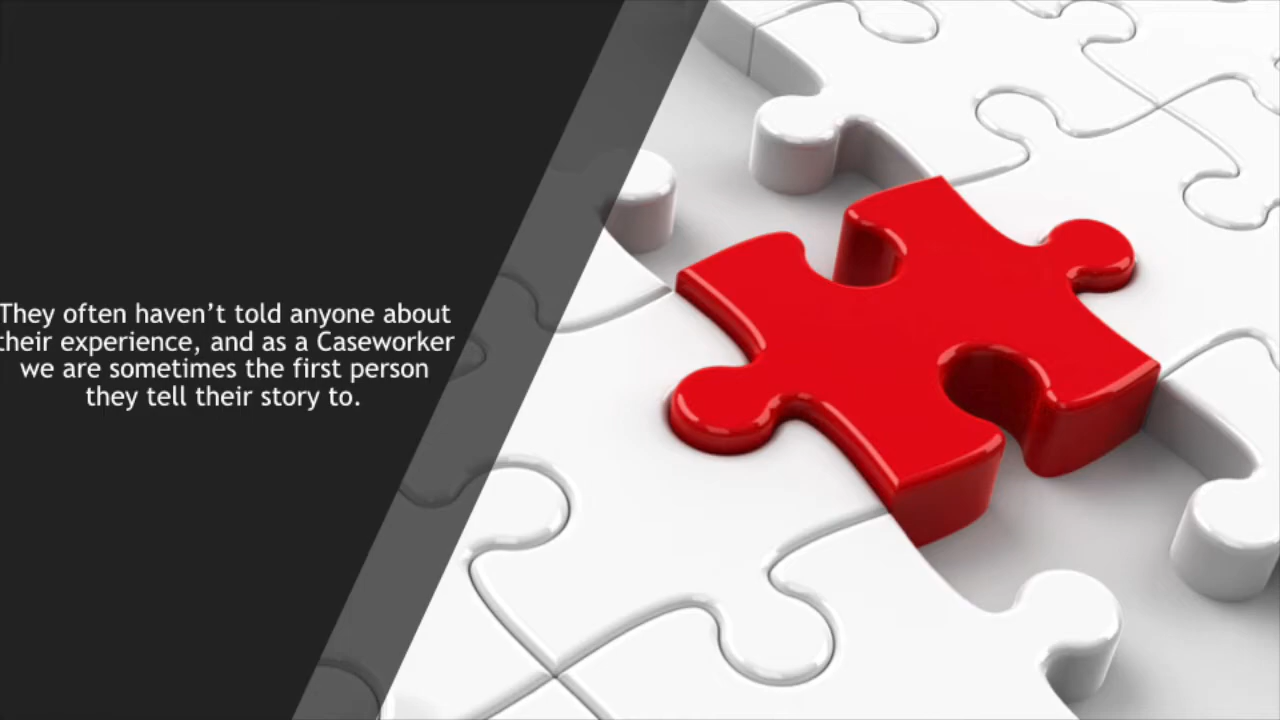 They often haven’t told anyone about
their experience, and as a Caseworker
we are sometimes the first person
they tell their story to.